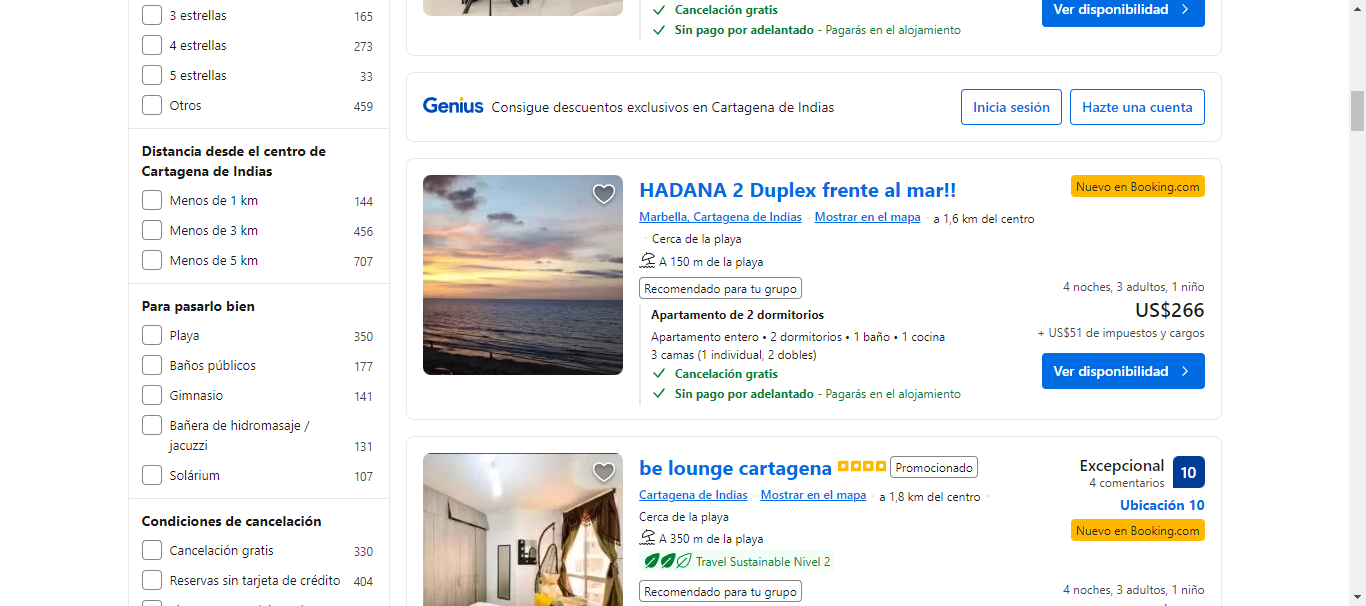 3 estrellas 165
4 estrellas 273
5 estrellas 33
Otros 459
Distancia desde el centro de
Cartagena de Indias
Menos de 1 km 144
Menos de 3 km 456
Menos de 5 km 707
Para pasarlo bien
Playa 350
Baños públicos 177
Gimnasio 141
Bañera de hidromasaje /
jacuzzi 131
Solárium 107
Condiciones de cancelación
Cancelación gratis 330
Reservas sin tarjeta de crédito 404
Cancelación gratis
Sin pago por adelantado - Pagarás en el alojamiento
Ver disponibilidad
Genius Consigue descuentos exclusivos en Cartagena de Indias
Inicia sesión
Hazte una cuenta
HADANA 2 Duplex frente al mar!!
Nuevo en Booking.com
Marbella, Cartagena de Indias · Mostrar en el mapa · a 1,6 km del centro
· Cerca de la playa
A 150 m de la playa
Recomendado para tu grupo
Apartamento de 2 dormitorios
Apartamento entero • 2 dormitorios • 1 baño • 1 cocina
3 camas (1 individual, 2 dobles)
Cancelación gratis
Sin pago por adelantado - Pagarás en el alojamiento
4 noches, 3 adultos, 1 niño
US$266
+ US$51 de impuestos y cargos
Ver disponibilidad
be lounge cartagena
Promocionado
Cartagena de Indias · Mostrar en el mapa · a 1,8 km del centro ·
Cerca de la playa
A 350 m de la playa
Travel Sustainable Nivel 2
Recomendado para tu grupo
Excepcional 10
4 comentarios
Ubicación 10
Nuevo en Booking.com
4 noches, 3 adultos, 1 niño